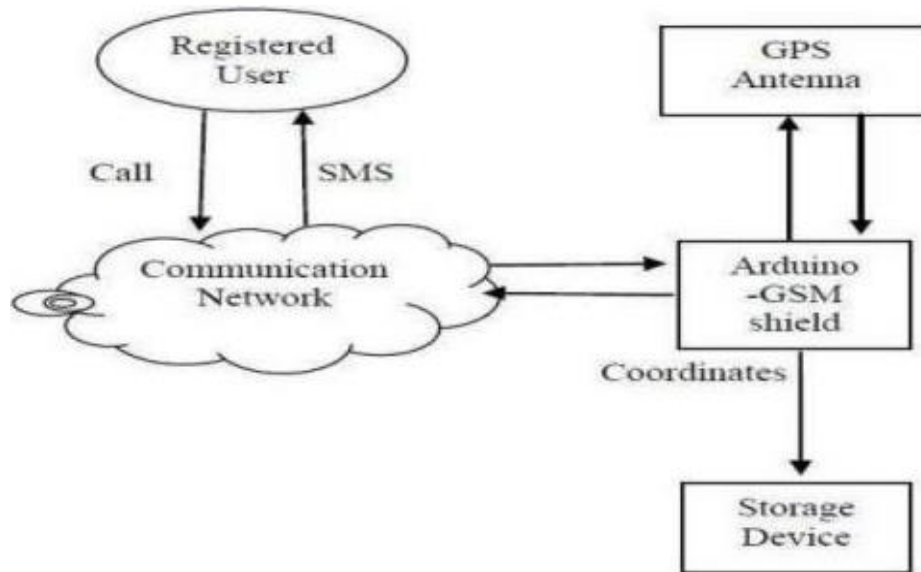 Registered
User
GPS
Antenna
Call
SMS
Communication
Network
Arduino
-GSM
shield
Coordinates
Storage
Device